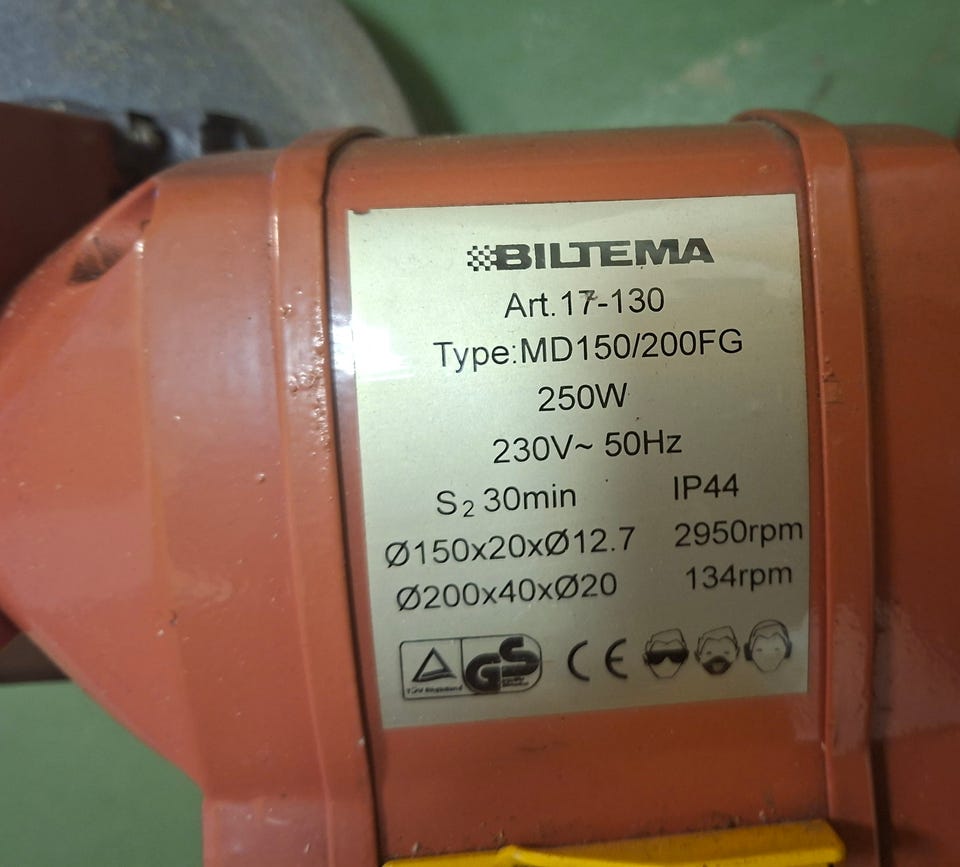 BILTEMA
Art.17-130
Type:MD150/200FG
250W
230V~ 50Hz
S₂ 30min IP44
Ø150x20xØ12.7 2950rpm
Ø200x40xØ20 134rpm
GS CE